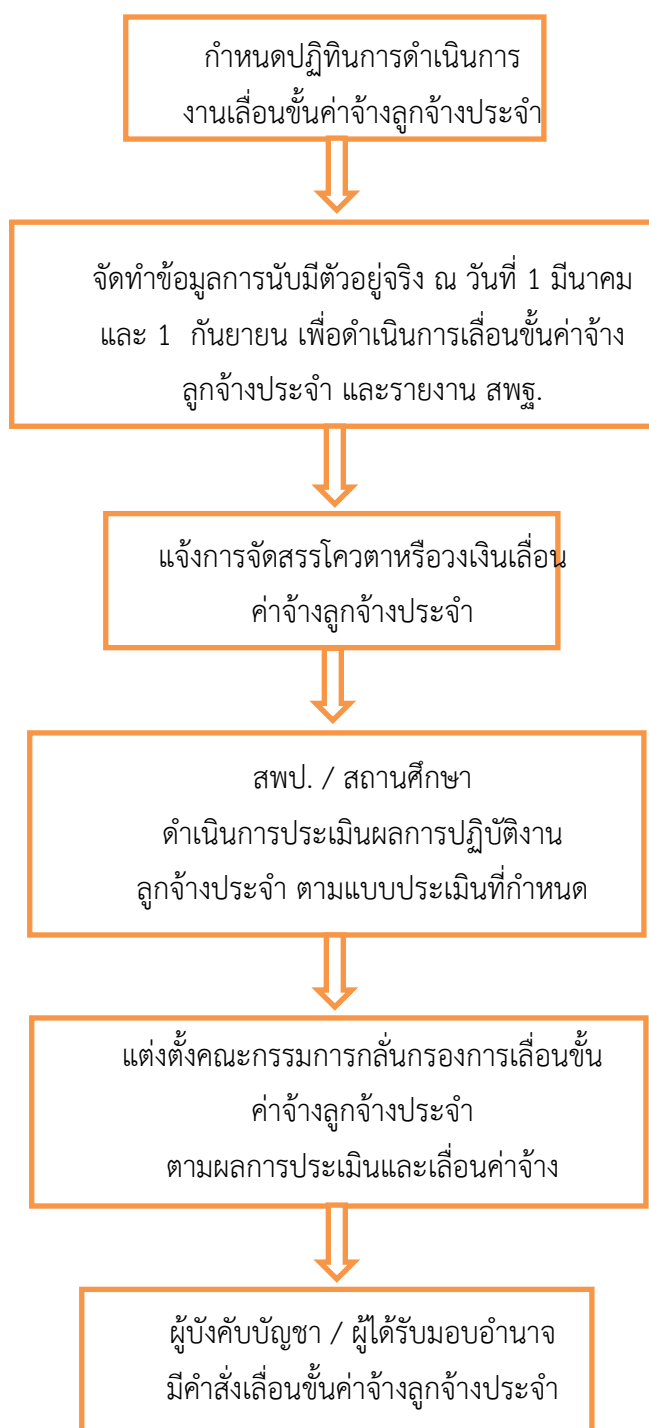 กำหนดปฏิทินการดำเนินการ
งานเลื่อนขั้นค่าจ้างลูกจ้างประจำ
จัดทำข้อมูลการนับมีตัวอยู่จริง ณ วันที่ 1 มีนาคม
และ 1 กันยายน เพื่อดำเนินการเลื่อนขั้นค่าจ้าง
ลูกจ้างประจำ และรายงาน สพฐ.
แจ้งการจัดสรรโควตาหรือวงเงินเลื่อน
ค่าจ้างลูกจ้างประจำ
สพป. / สถานศึกษา
ดำเนินการประเมินผลการปฏิบัติงาน
ลูกจ้างประจำ ตามแบบประเมินที่กำหนด
แต่งตั้งคณะกรรมการกลั่นกรองการเลื่อนขั้น
ค่าจ้างลูกจ้างประจำ
ตามผลการประเมินและเลื่อนค่าจ้าง
ผู้บังคับบัญชา / ผู้ได้รับมอบอำนาจ
มีคำสั่งเลื่อนขั้นค่าจ้างลูกจ้างประจำ